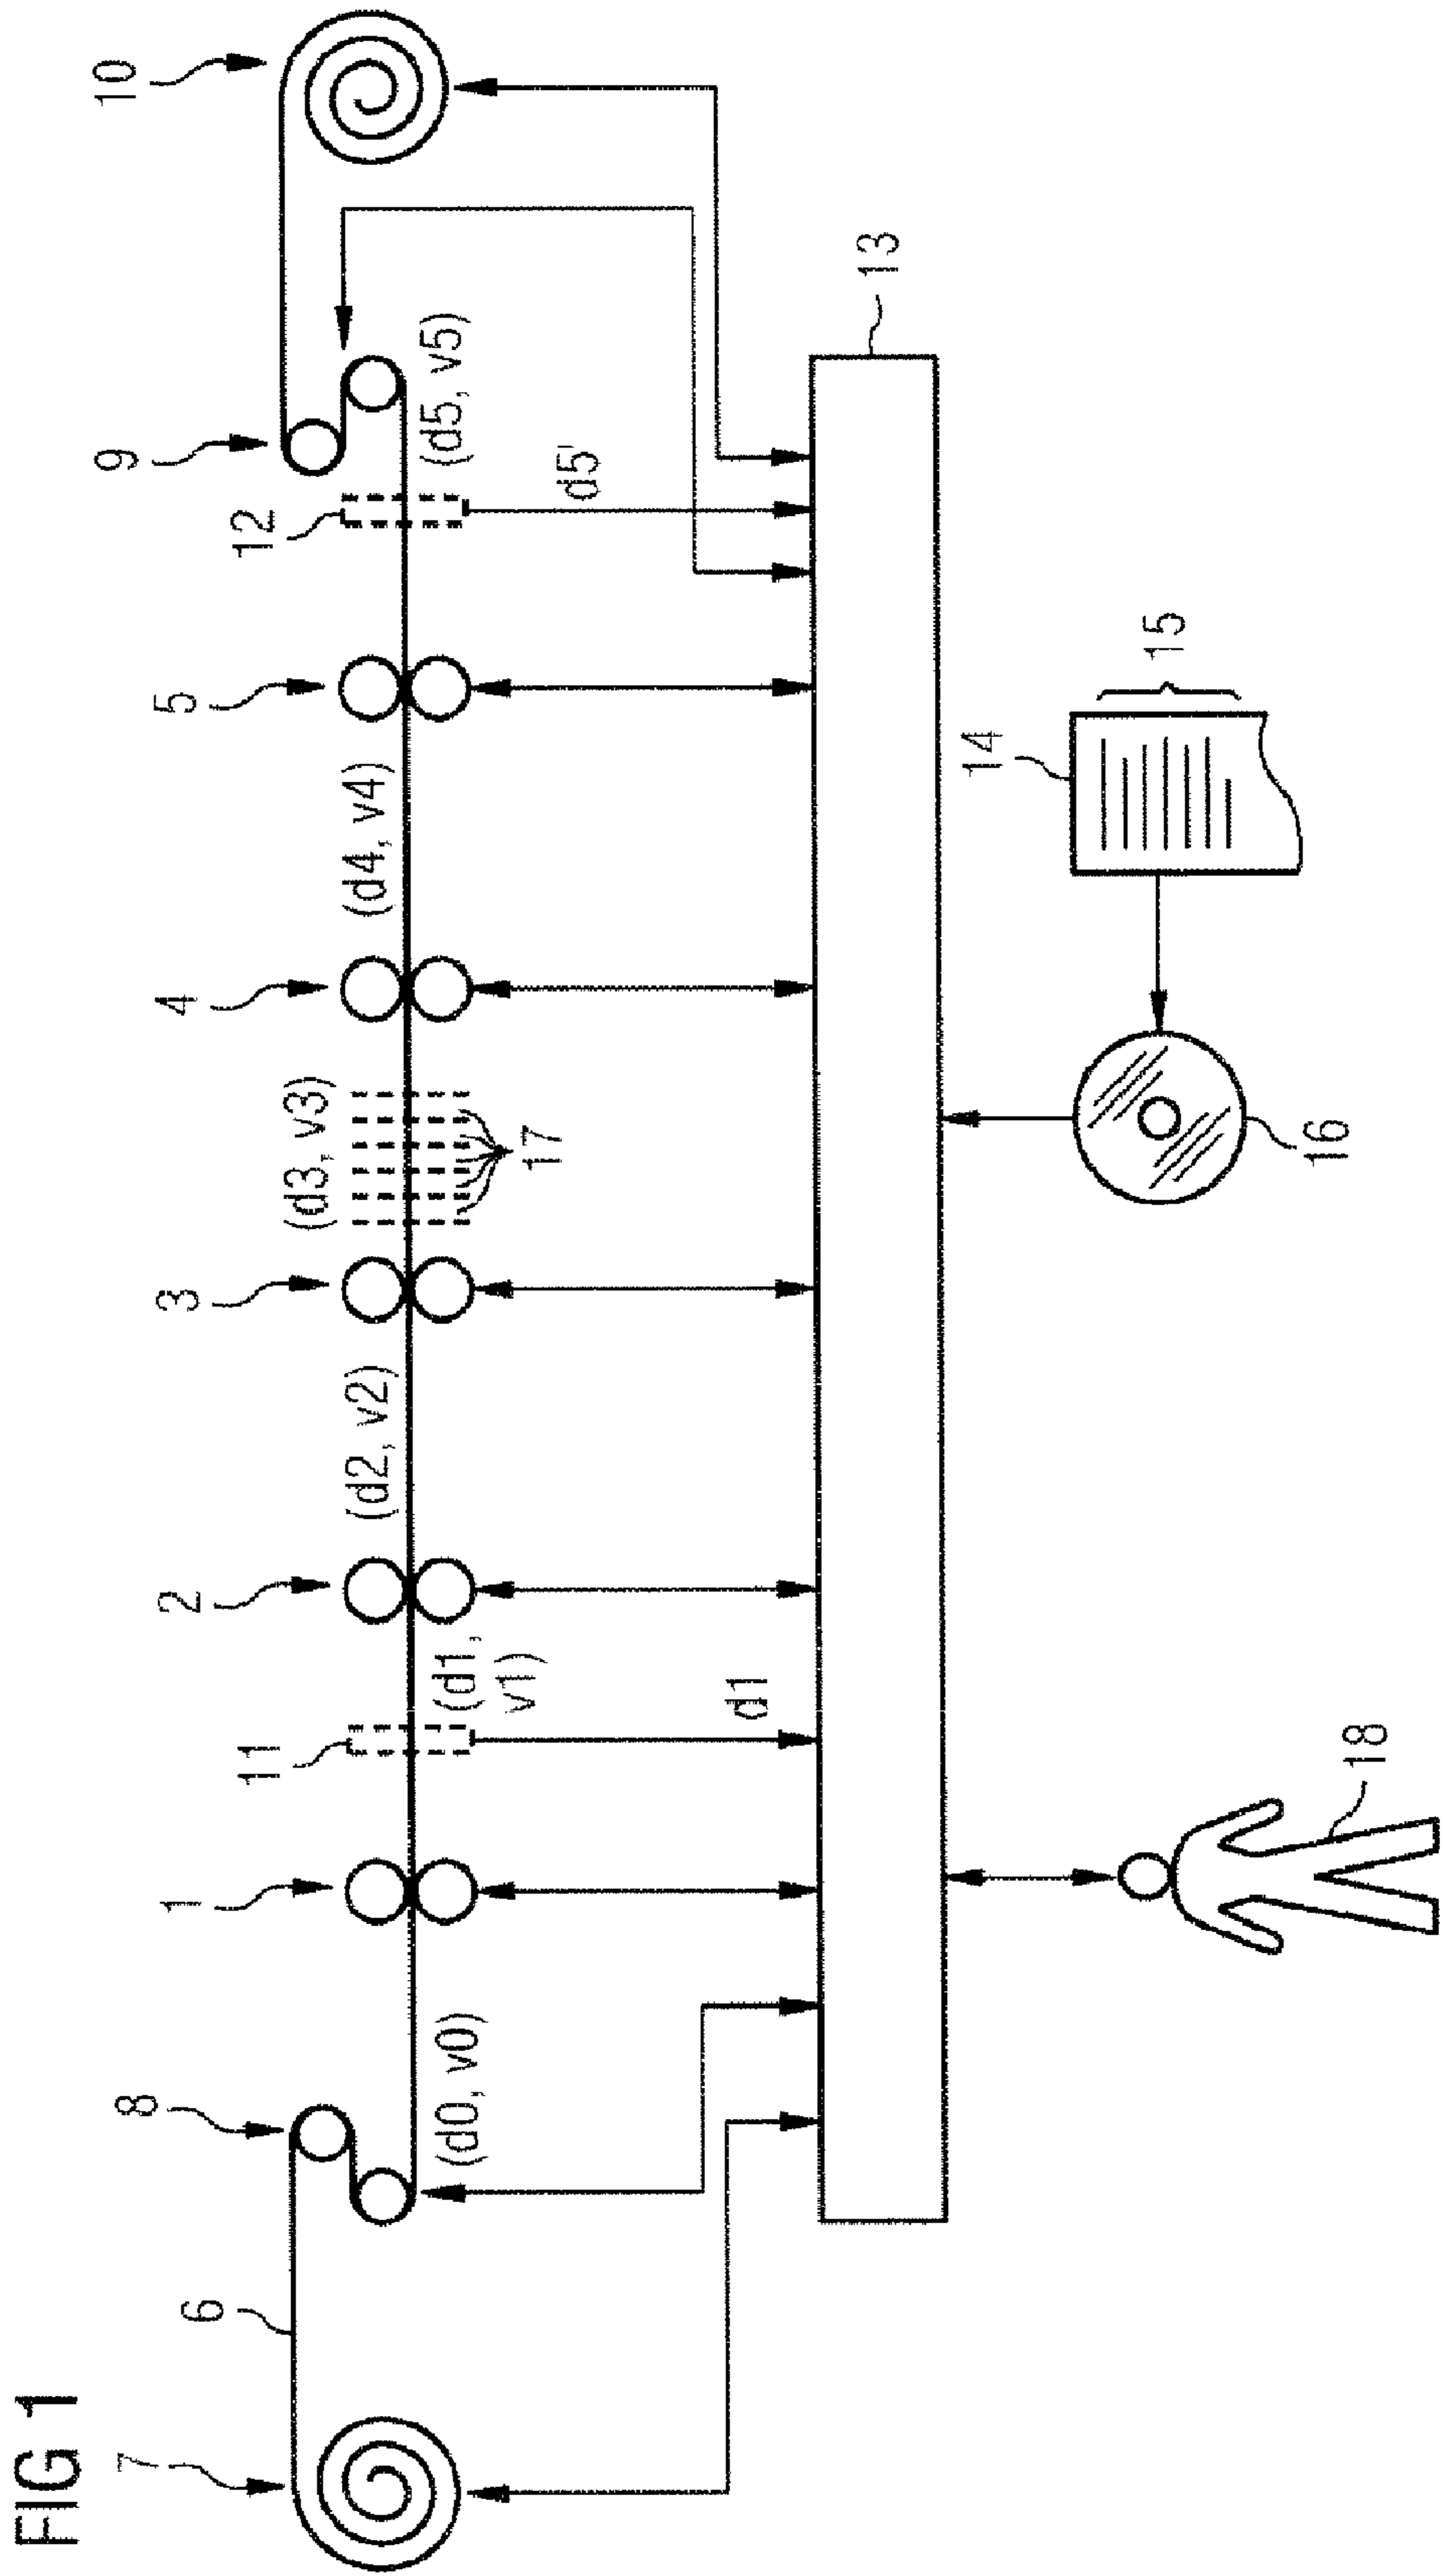 FIG 1
10
9
12
5
4
3
2
11
1
8
6
7
(d5, v5)
d5'
(d4, v4)
(d3, v3)
17
(d2, v2)
(d1,
v1)
d1
(d0, v0)
13
14
15
16
18